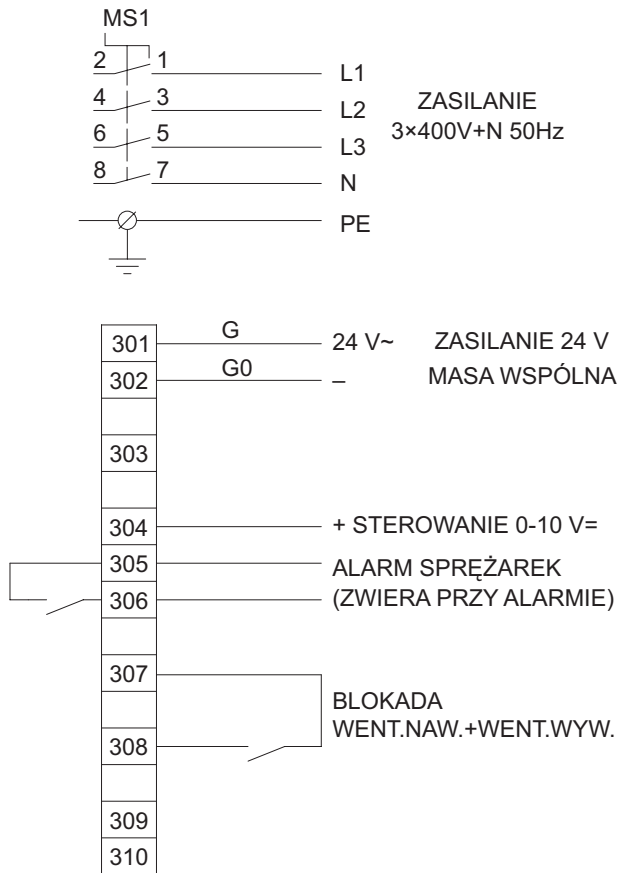 MS1
2 1 L1
4 3 L2 ZASILANIE
6 5 L3 3×400V+N 50Hz
8 7 N
PE
301 G 24 V~ ZASILANIE 24 V
302 G0 – MASA WSPÓLNA
303
304 + STEROWANIE 0-10 V=
305 ALARM SPRĘŻAREK
306 (ZWIERA PRZY ALARMIE)
307
BLOKADA
WENT.NAW.+WENT.WYW.
308
309
310